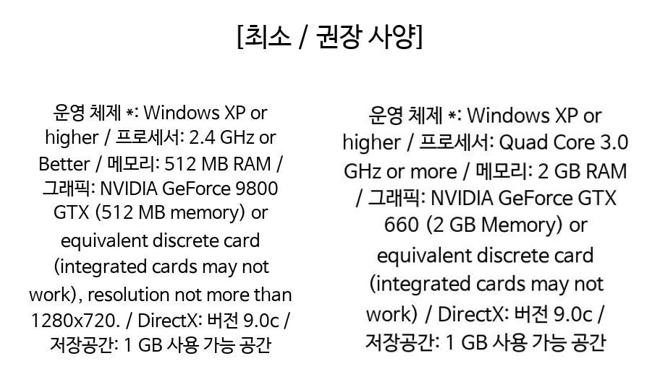 [최소 / 권장 사양]
운영 체제 *: Windows XP or
higher / 프로세서: 2.4 GHz or
Better / 메모리: 512 MB RAM /
그래픽: NVIDIA GeForce 9800
GTX (512 MB memory) or
equivalent discrete card
(integrated cards may not
work), resolution not more than
1280x720. / DirectX: 버전 9.0c /
저장공간: 1 GB 사용 가능 공간
운영 체제 *: Windows XP or
higher / 프로세서: Quad Core 3.0
GHz or more / 메모리: 2 GB RAM
/ 그래픽: NVIDIA GeForce GTX
660 (2 GB Memory) or
equivalent discrete card
(integrated cards may not
work) / DirectX: 버전 9.0c /
저장공간: 1 GB 사용 가능 공간